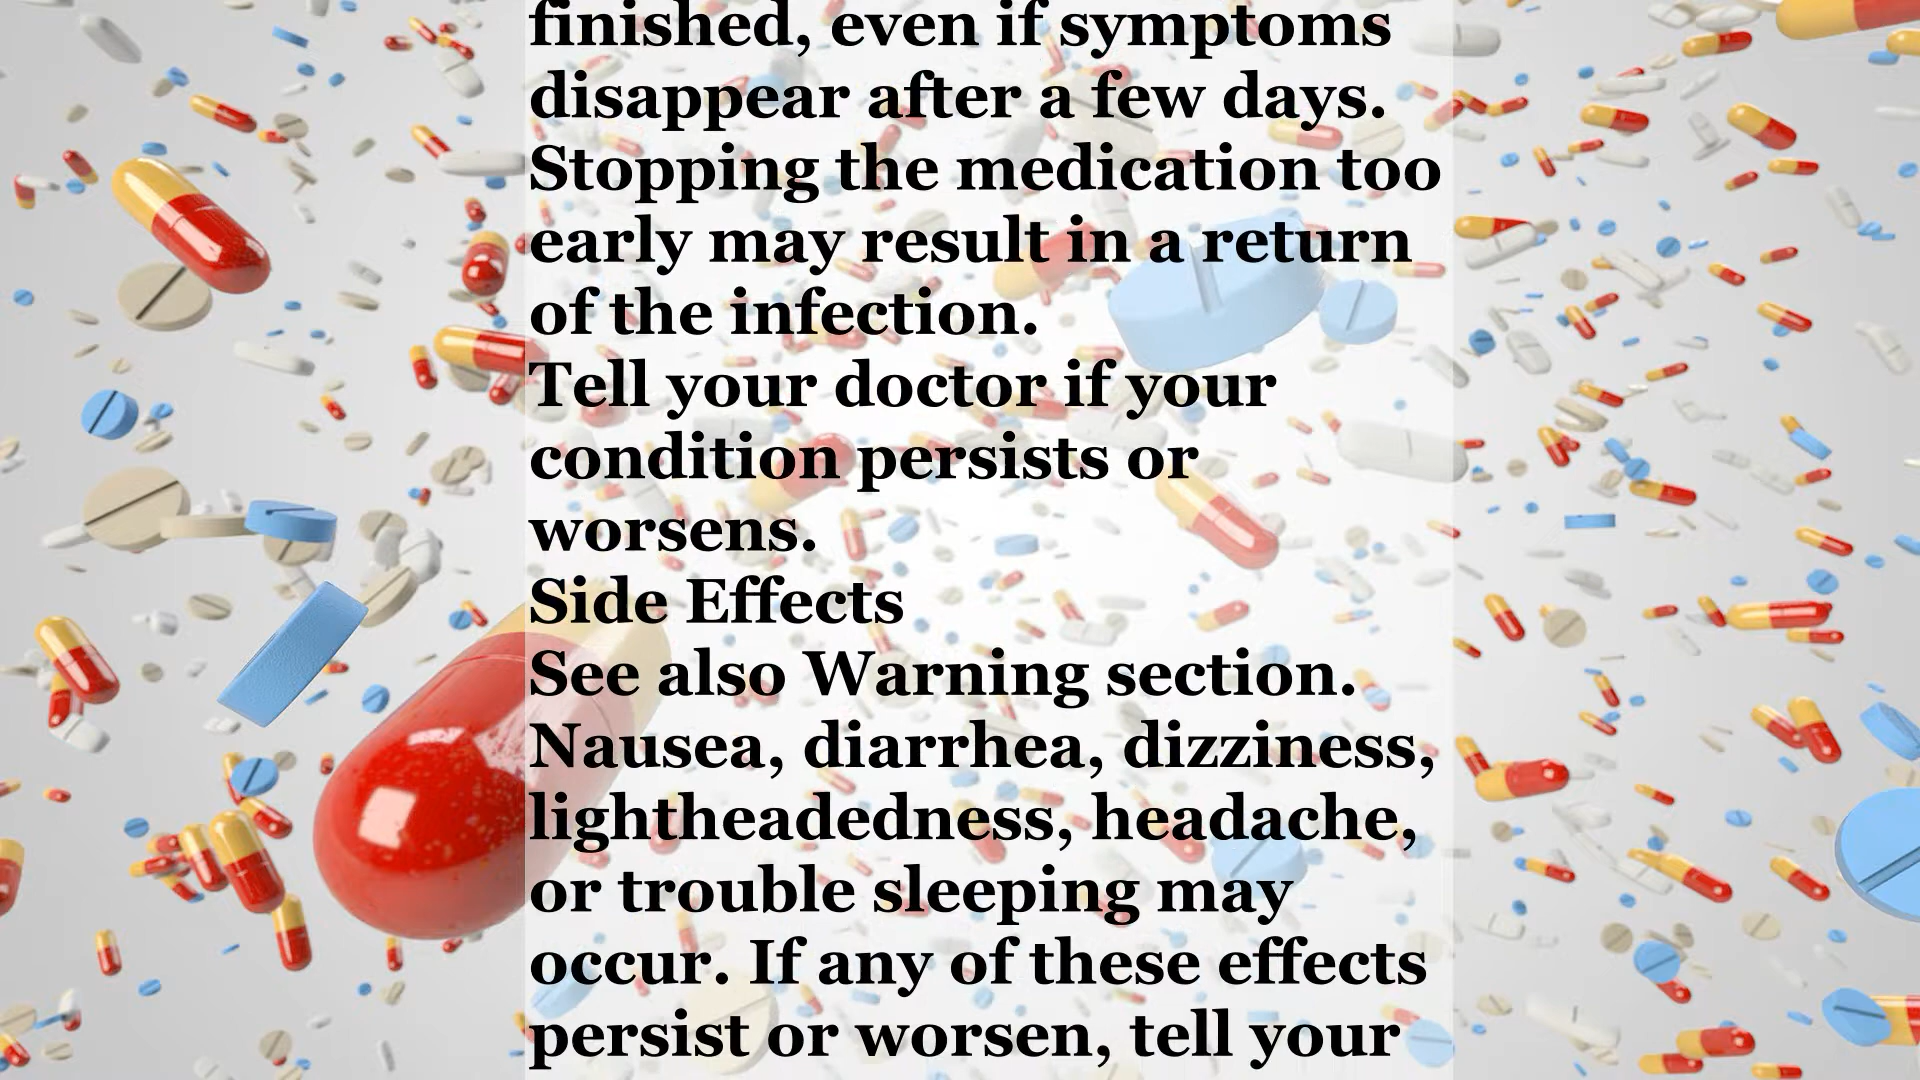 finished, even if symptoms
disappear after a few days.
Stopping the medication too
early may result in a return
of the infection.
Tell your doctor if your
condition persists or
worsens.
Side Effects
See also Warning section.
Nausea, diarrhea, dizziness,
lightheadedness, headache,
or trouble sleeping may
occur. If any of these effects
persist or worsen, tell your